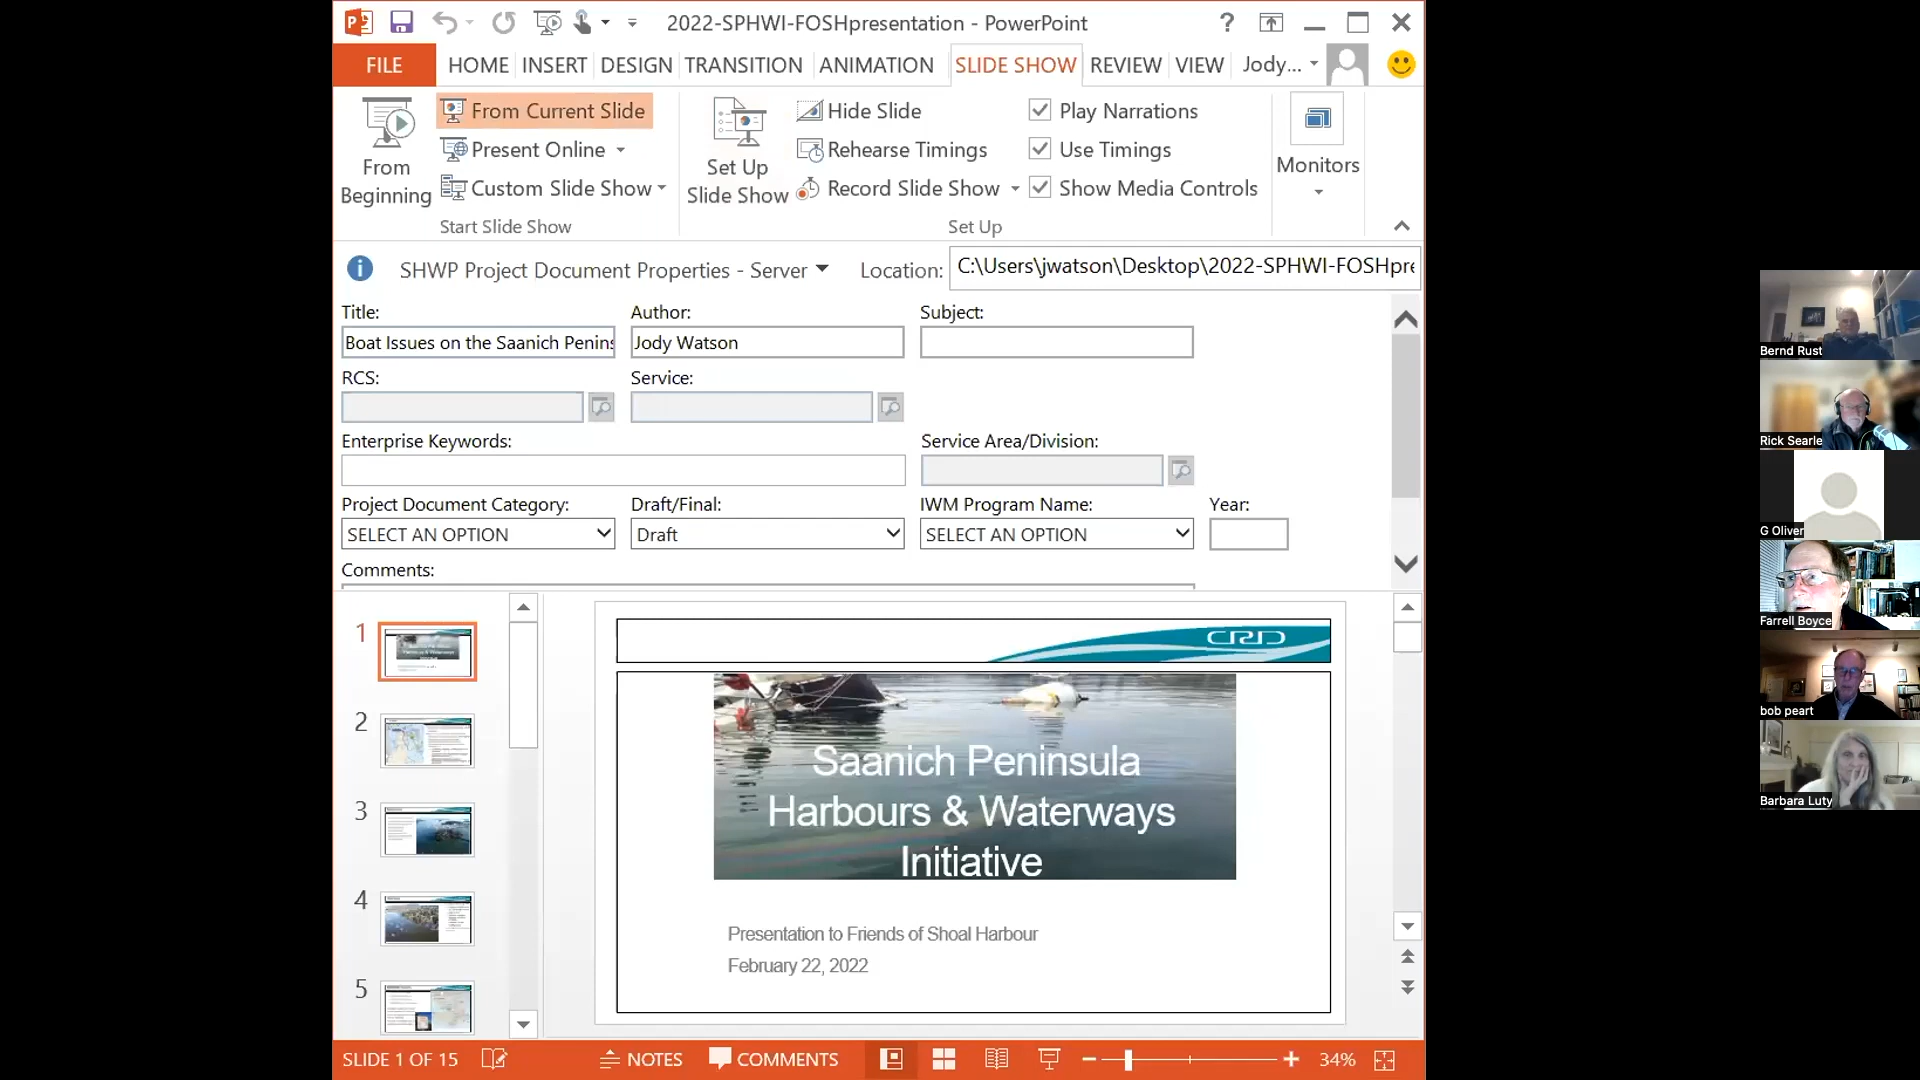 2022-SPHWI-FOSHpresentation - PowerPoint
?
FILE
HOME
INSERT
DESIGN
TRANSITION
ANIMATION
SLIDE SHOW
REVIEW
VIEW
Jody...
From Beginning
From Current Slide
Present Online
Custom Slide Show
Start Slide Show
Set Up Slide Show
Hide Slide
Rehearse Timings
Record Slide Show
Play Narrations
Use Timings
Show Media Controls
Set Up
Monitors
SHWP Project Document Properties - Server
Location:
C:\Users\jwatson\Desktop\2022-SPHWI-FOSHpre
Title:
Author:
Subject:
Boat Issues on the Saanich Penins
Jody Watson
RCS:
Service:
Enterprise Keywords:
Service Area/Division:
Project Document Category:
Draft/Final:
IWM Program Name:
Year:
SELECT AN OPTION
Draft
SELECT AN OPTION
Comments:
1
2
3
4
5
CRD
Saanich Peninsula
Harbours & Waterways
Initiative
Presentation to Friends of Shoal Harbour
February 22, 2022
SLIDE 1 OF 15
NOTES
COMMENTS
34%
Bernd Rust
Rick Searle
G Oliver
Farrell Boyce
bob peart
Barbara Luty